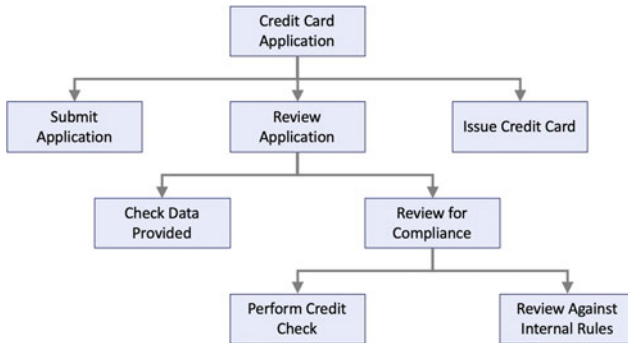 Credit Card
Application
Submit
Application
Review
Application
Issue Credit Card
Check Data
Provided
Review for
Compliance
Perform Credit
Check
Review Against
Internal Rules